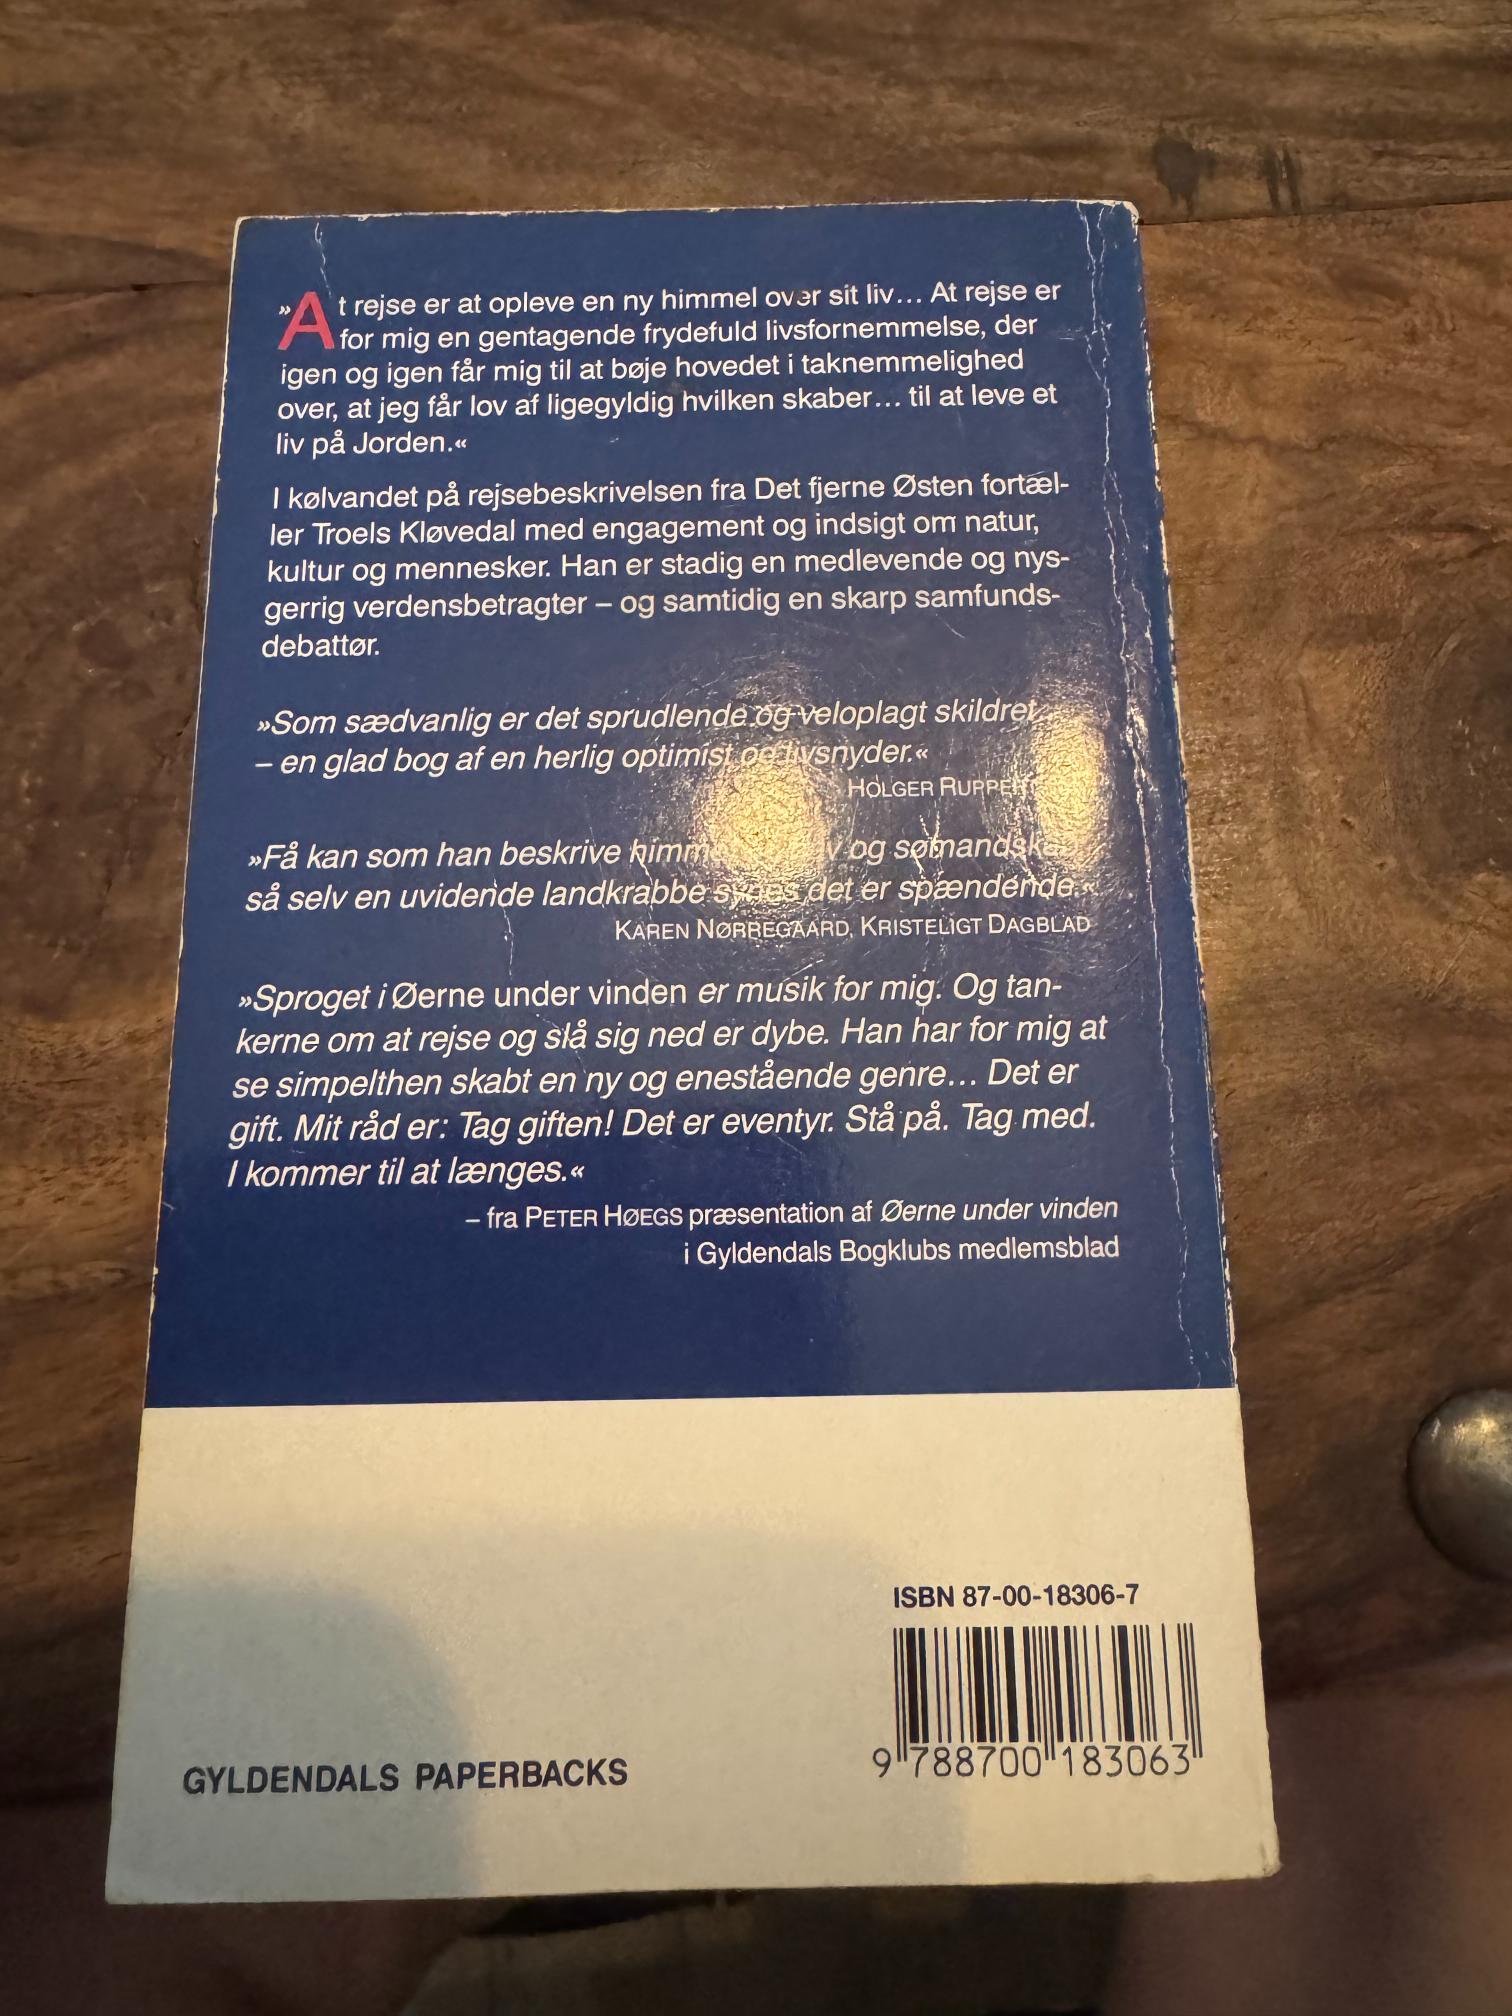 »At rejse er at opleve en ny himmel over sit liv... At rejse er
for mig en gentagende frydefuld livsfornemmelse, der
igen og igen får mig til at bøje hovedet i taknemmelighed
over, at jeg får lov af ligegyldig hvilken skaber... til at leve et
liv på Jorden.«
I kølvandet på rejsebeskrivelsen fra Det fjerne Østen fortæl-
ler Troels Kløvedal med engagement og indsigt om natur,
kultur og mennesker. Han er stadig en medlevende og nys-
gerrig verdensbetragter – og samtidig en skarp samfunds-
debattør.
»Som sædvanlig er det sprudlende og veloplagt skildret
– en glad bog af en herlig optimist og livsnyder.«
HOLGER
»Få kan som han beskrive og
så selv en uvidende landkrabbe synes det er spændende.«
KAREN NØRREGAARD, KRISTELIGT DAGBLAD
»Sproget i Øerne under vinden er musik for mig. Og tan-
kerne om at rejse og slå sig ned er dybe. Han har for mig at
se simpelthen skabt en ny og enestående genre... Det er
gift. Mit råd er: Tag giften! Det er eventyr. Stå på. Tag med.
I kommer til at længes.«
– fra PETER HØEGS præsentation af Øerne under vinden
i Gyldendals Bogklubs medlemsblad
ISBN 87-00-18306-7
9 788700 183063
GYLDENDALS PAPERBACKS